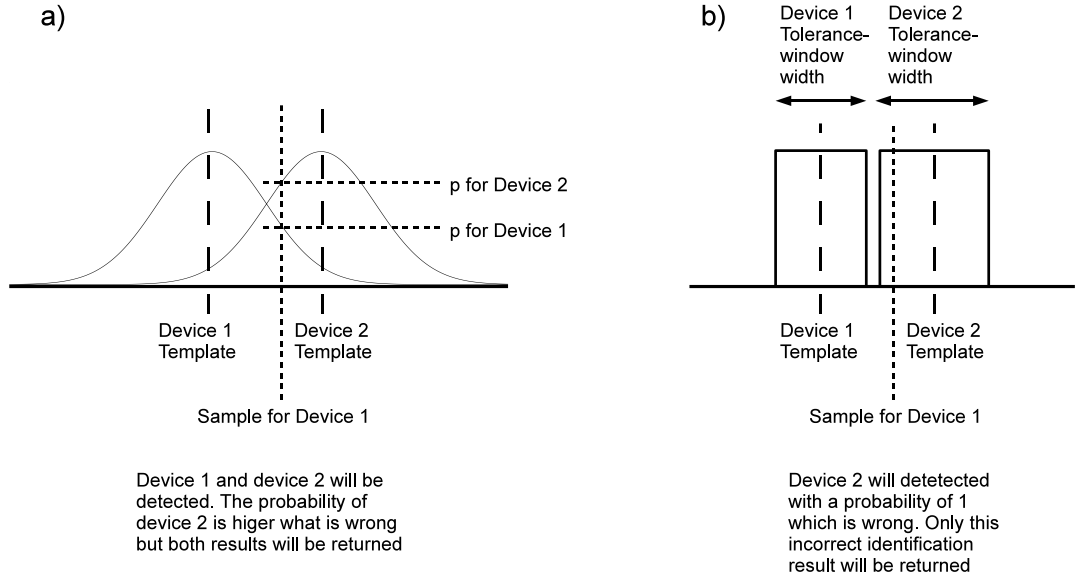 a)
p for Device 2
p for Device 1
Device 1
Template
Device 2
Template
Sample for Device 1
Device 1 and device 2 will be
detected. The probability of
device 2 is higer what is wrong
but both results will be returned
b)
Device 1
Tolerance-
window
width
Device 2
Tolerance-
window
width
Device 1
Template
Device 2
Template
Sample for Device 1
Device 2 will detetected
with a probability of 1
which is wrong. Only this
incorrect identification
result will be returned